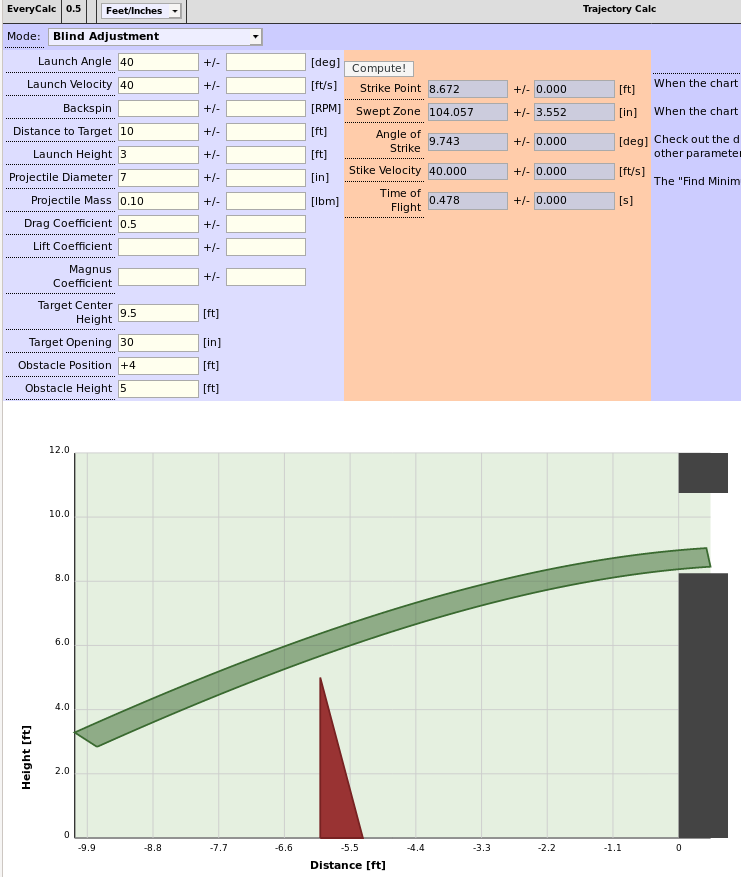 EveryCalc 0.5 Feet/Inches Trajectory Calc
Mode: Blind Adjustment
Launch Angle 40 +/- [deg]
Launch Velocity 40 +/- [ft/s]
Backspin +/- [RPM]
Distance to Target 10 +/- [ft]
Launch Height 3 +/- [ft]
Projectile Diameter 7 +/- [in]
Projectile Mass 0.10 +/- [lbm]
Drag Coefficient 0.5 +/-
Lift Coefficient +/-
Magnus
Coefficient +/-
Target Center
Height 9.5 [ft]
Target Opening 30 [in]
Obstacle Position +4 [ft]
Obstacle Height 5 [ft]
Compute!
Strike Point 8.672 +/- 0.000 [ft]
Swept Zone 104.057 +/- 3.552 [in]
Angle of
Strike 9.743 +/- 0.000 [deg]
Stike Velocity 40.000 +/- 0.000 [ft/s]
Time of
Flight 0.478 +/- 0.000 [s]
When the chart
When the chart
Check out the d
other parameter
The "Find Minim
12.0
10.0
8.0
6.0
4.0
2.0
0
Height [ft]
-9.9 -8.8 -7.7 -6.6 -5.5 -4.4 -3.3 -2.2 -1.1 0
Distance [ft]